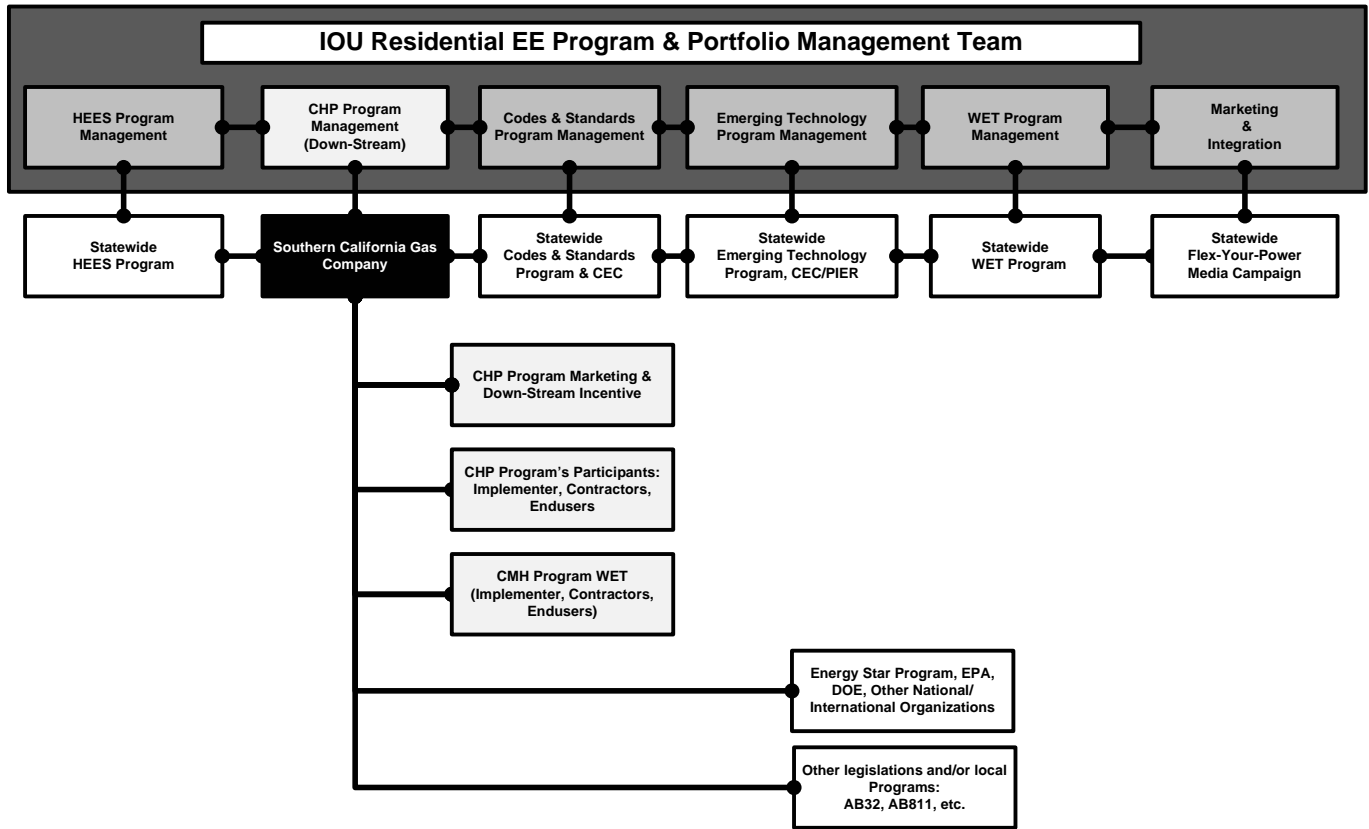 IOU Residential EE Program & Portfolio Management Team
HEES Program
Management
CHP Program
Management
(Down-Stream)
Codes & Standards
Program Management
Emerging Technology
Program Management
WET Program
Management
Marketing
&
Integration
Statewide
HEES Program
Southern California Gas
Company
Statewide
Codes & Standards
Program & CEC
Statewide
Emerging Technology
Program, CEC/PIER
Statewide
WET Program
Statewide
Flex-Your-Power
Media Campaign
CHP Program Marketing &
Down-Stream Incentive
CHP Program's Participants:
Implementer, Contractors,
Endusers
CMH Program WET
(Implementer, Contractors,
Endusers)
Energy Star Program, EPA,
DOE, Other National/
International Organizations
Other legislations and/or local
Programs:
AB32, AB811, etc.